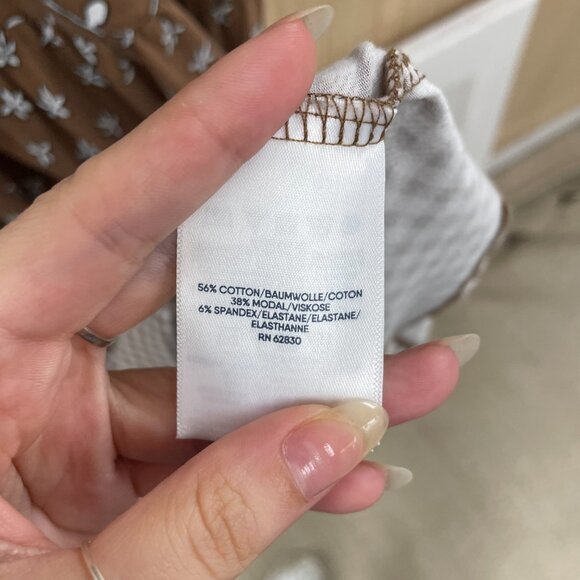 56% COTTON/BAUMWOLLE/COTON
38% MODAL/VISKOSE
6% SPANDEX/ELASTANE/ELASTANE/
ELASTHANNE
RN 62830